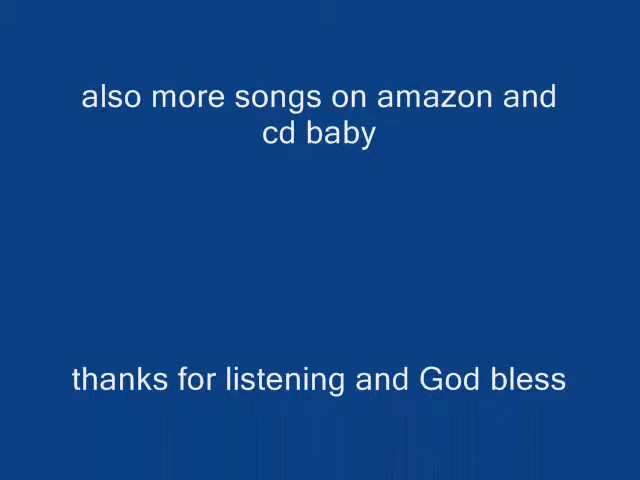 also more songs on amazon and
cd baby
thanks for listening and God bless